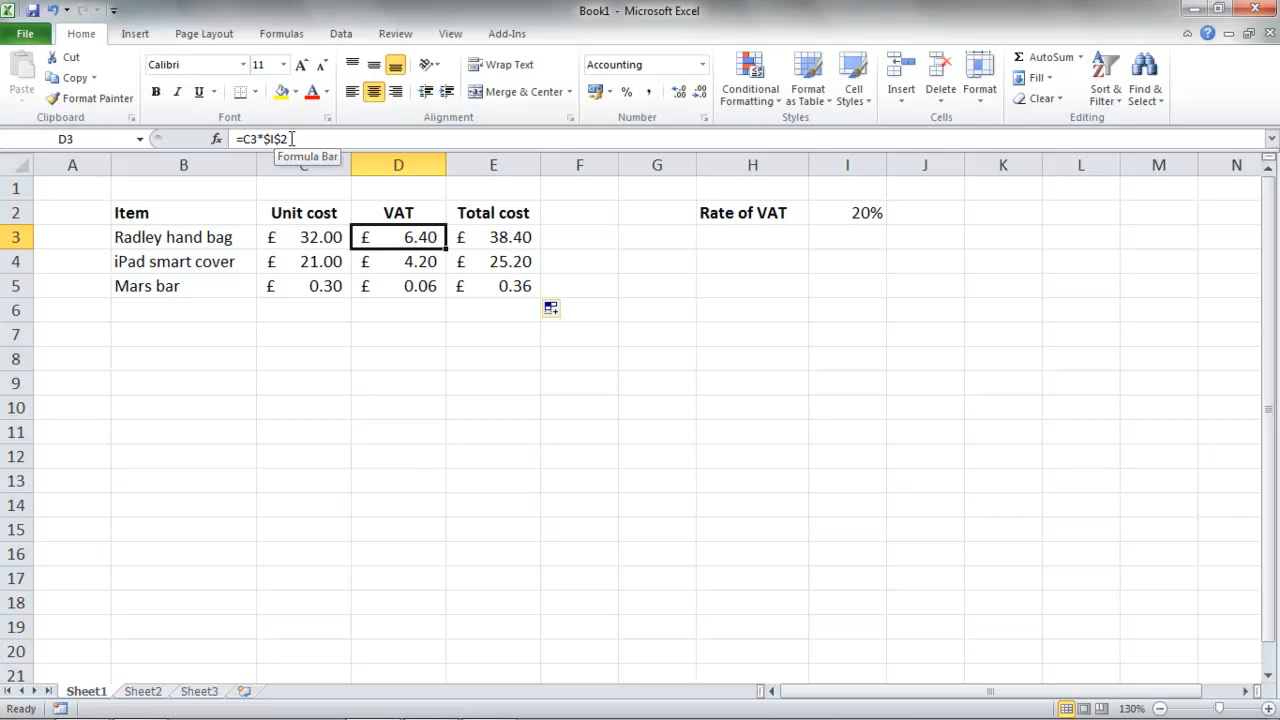 Book1 - Microsoft Excel
File Home Insert Page Layout Formulas Data Review View Add-Ins
Cut Calibri 11 Wrap Text Accounting AutoSum
Copy Fill
Paste Format Painter Merge & Center Conditional Formatting Format as Table Cell Styles Insert Delete Format Clear Sort & Filter Find & Select
Clipboard Font Alignment Number Styles Cells Editing
D3 fx =C3*$I$2
Formula Bar
A B C D E F G H I J K L M N
1
2 Item Unit cost VAT Total cost Rate of VAT 20%
3 Radley hand bag £ 32.00 £ 6.40 £ 38.40
4 iPad smart cover £ 21.00 £ 4.20 £ 25.20
5 Mars bar £ 0.30 £ 0.06 £ 0.36
6
7
8
9
10
11
12
13
14
15
16
17
18
19
20
21
Sheet1 Sheet2 Sheet3
Ready 130%